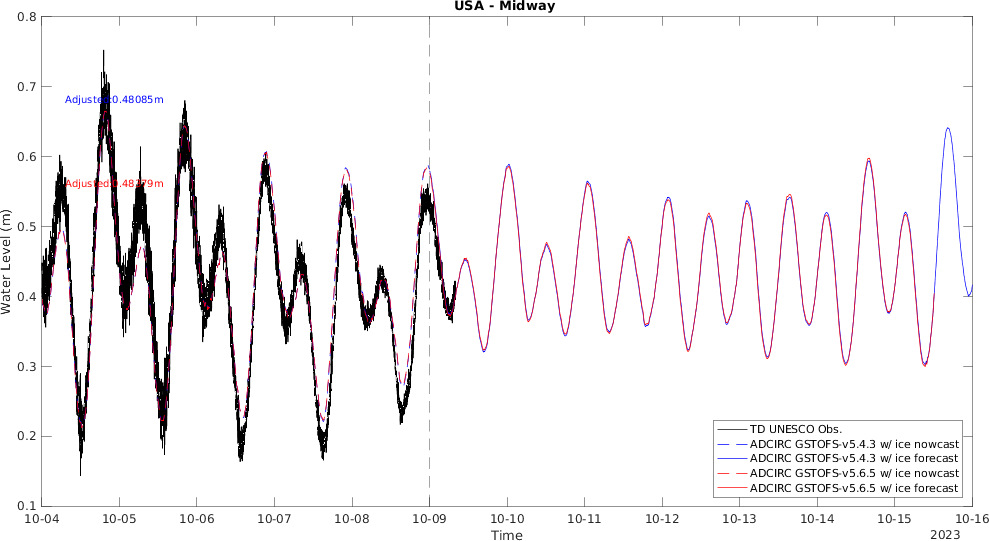 USA - Midway
0.8
0.7
Adjusted:0.48085m
0.6
Adjusted:0.48179m
0.5
Water Level (m)
0.4
0.3
0.2
0.1
TD UNESCO Obs.
ADCIRC GSTOFS-v5.4.3 w/ ice nowcast
ADCIRC GSTOFS-v5.4.3 w/ ice forecast
ADCIRC GSTOFS-v5.6.5 w/ ice nowcast
ADCIRC GSTOFS-v5.6.5 w/ ice forecast
10-04 10-05 10-06 10-07 10-08 10-09 10-10 10-11 10-12 10-13 10-14 10-15 10-16
Time
2023